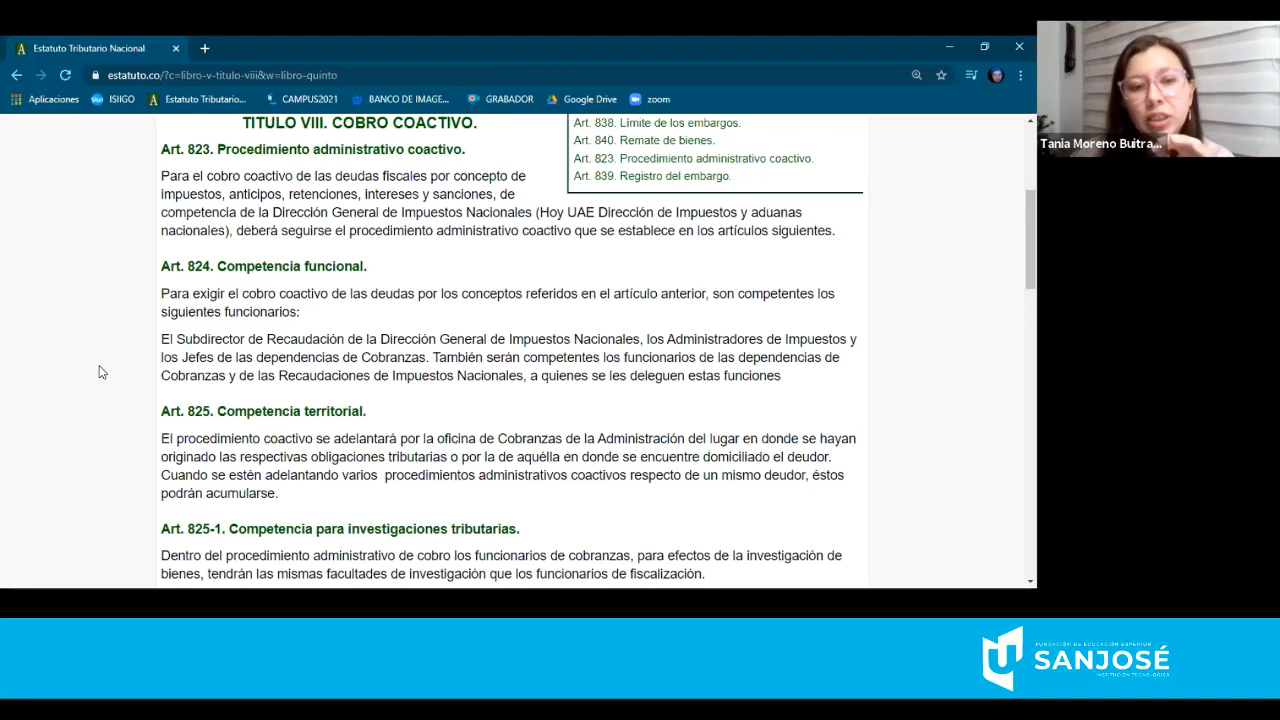 Estatuto Tributario Nacional
estatuto.co/?c=libro-v-titulo-viii&w=libro-quinto
Aplicaciones
ISIIGO
Estatuto Tributario...
CAMPUS2021
BANCO DE IMAGE...
GRABADOR
Google Drive
zoom
Tania Moreno Buitra...
TITULO VIII. COBRO COACTIVO.
Art. 838. Limite de los embargos.
Art. 840. Remate de bienes.
Art. 823. Procedimiento administrativo coactivo.
Art. 839. Registro del embargo.
Art. 823. Procedimiento administrativo coactivo.
Para el cobro coactivo de las deudas fiscales por concepto de
impuestos, anticipos, retenciones, intereses y sanciones, de
competencia de la Dirección General de Impuestos Nacionales (Hoy UAE Dirección de Impuestos y aduanas
nacionales), deberá seguirse el procedimiento administrativo coactivo que se establece en los artículos siguientes.
Art. 824. Competencia funcional.
Para exigir el cobro coactivo de las deudas por los conceptos referidos en el artículo anterior, son competentes los
siguientes funcionarios:
El Subdirector de Recaudación de la Dirección General de Impuestos Nacionales, los Administradores de Impuestos y
los Jefes de las dependencias de Cobranzas. También serán competentes los funcionarios de las dependencias de
Cobranzas y de las Recaudaciones de Impuestos Nacionales, a quienes se les deleguen estas funciones
Art. 825. Competencia territorial.
El procedimiento coactivo se adelantará por la oficina de Cobranzas de la Administración del lugar en donde se hayan
originado las respectivas obligaciones tributarias o por la de aquélla en donde se encuentre domiciliado el deudor.
Cuando se estén adelantando varios procedimientos administrativos coactivos respecto de un mismo deudor, éstos
podrán acumularse.
Art. 825-1. Competencia para investigaciones tributarias.
Dentro del procedimiento administrativo de cobro los funcionarios de cobranzas, para efectos de la investigación de
bienes, tendrán las mismas facultades de investigación que los funcionarios de fiscalización.
FUNDACIÓN DE EDUCACIÓN SUPERIOR
SANJOSÉ
INSTITUCIÓN TECNOLÓGICA